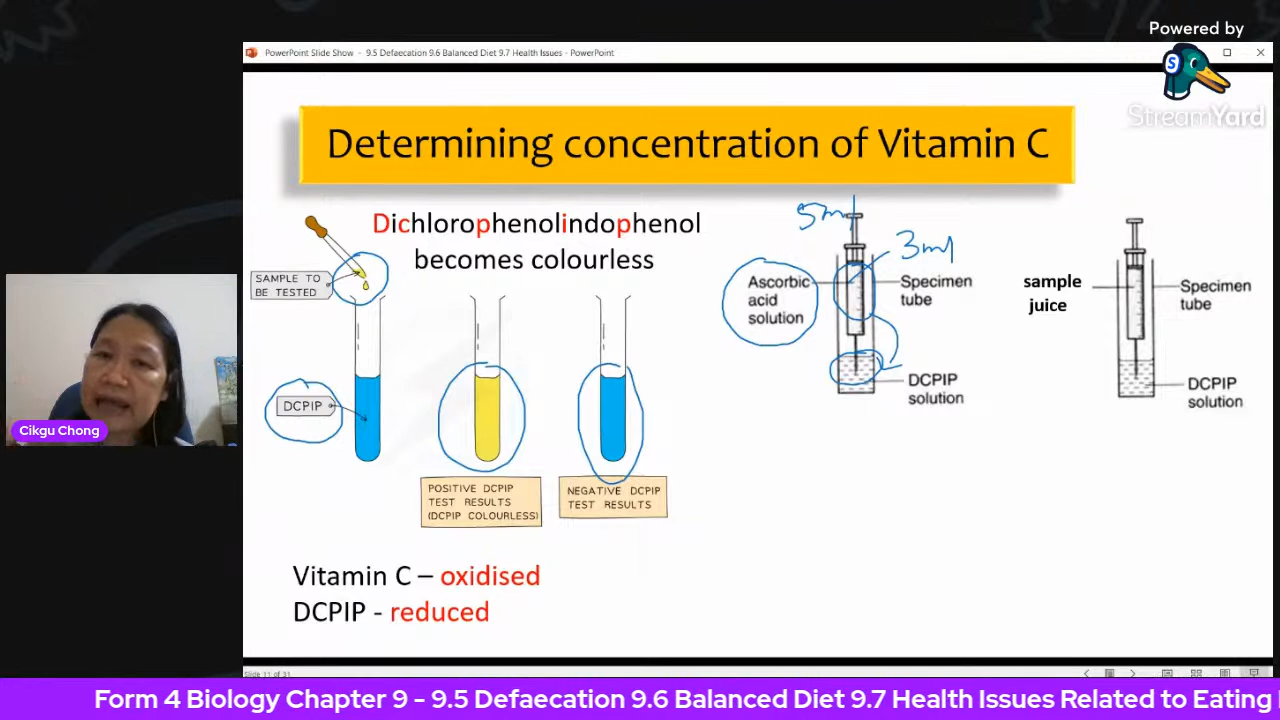 Powered by
StreamYard
PowerPoint Slide Show - 9.5 Defaecation 9.6 Balanced Diet 9.7 Health Issues - PowerPoint
Determining concentration of Vitamin C
Dichlorophenolindophenol
becomes colourless
SAMPLE TO
BE TESTED
DCPIP
POSITIVE DCPIP
TEST RESULTS
(DCPIP COLOURLESS)
NEGATIVE DCPIP
TEST RESULTS
5ml
3ml
Ascorbic
acid
solution
Specimen
tube
DCPIP
solution
sample
juice
Specimen
tube
DCPIP
solution
Vitamin C – oxidised
DCPIP - reduced
Cikgu Chong
Slide 11 of 31
Form 4 Biology Chapter 9 - 9.5 Defaecation 9.6 Balanced Diet 9.7 Health Issues Related to Eating